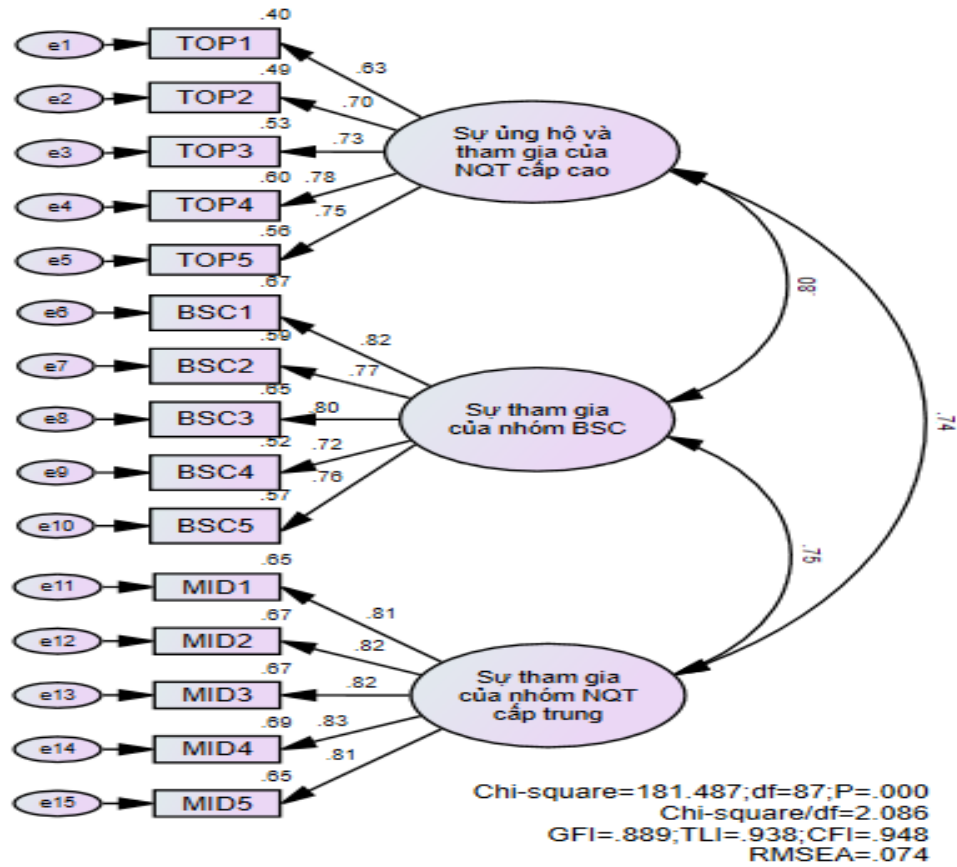 .40
e1 TOP1
.63
.49
e2 TOP2
.70
.53
e3 TOP3
.73
Sự ủng hộ và
tham gia của
NQT cấp cao
.60 .78
e4 TOP4
.75
.56
e5 TOP5
.67
e6 BSC1
.82
.59
e7 BSC2
.77
.65
e8 BSC3
.80
Sự tham gia
của nhóm BSC
.52 .72
e9 BSC4
.76
.57
e10 BSC5
.80
.74
.75
.65
e11 MID1
.81
.67
e12 MID2
.82
.67
e13 MID3
.82
Sự tham gia
của nhóm NQT
cấp trung
.69 .83
e14 MID4
.81
.65
e15 MID5
Chi-square=181.487;df=87;P=.000
Chi-square/df=2.086
GFI=.889;TLI=.938;CFI=.948
RMSEA=.074